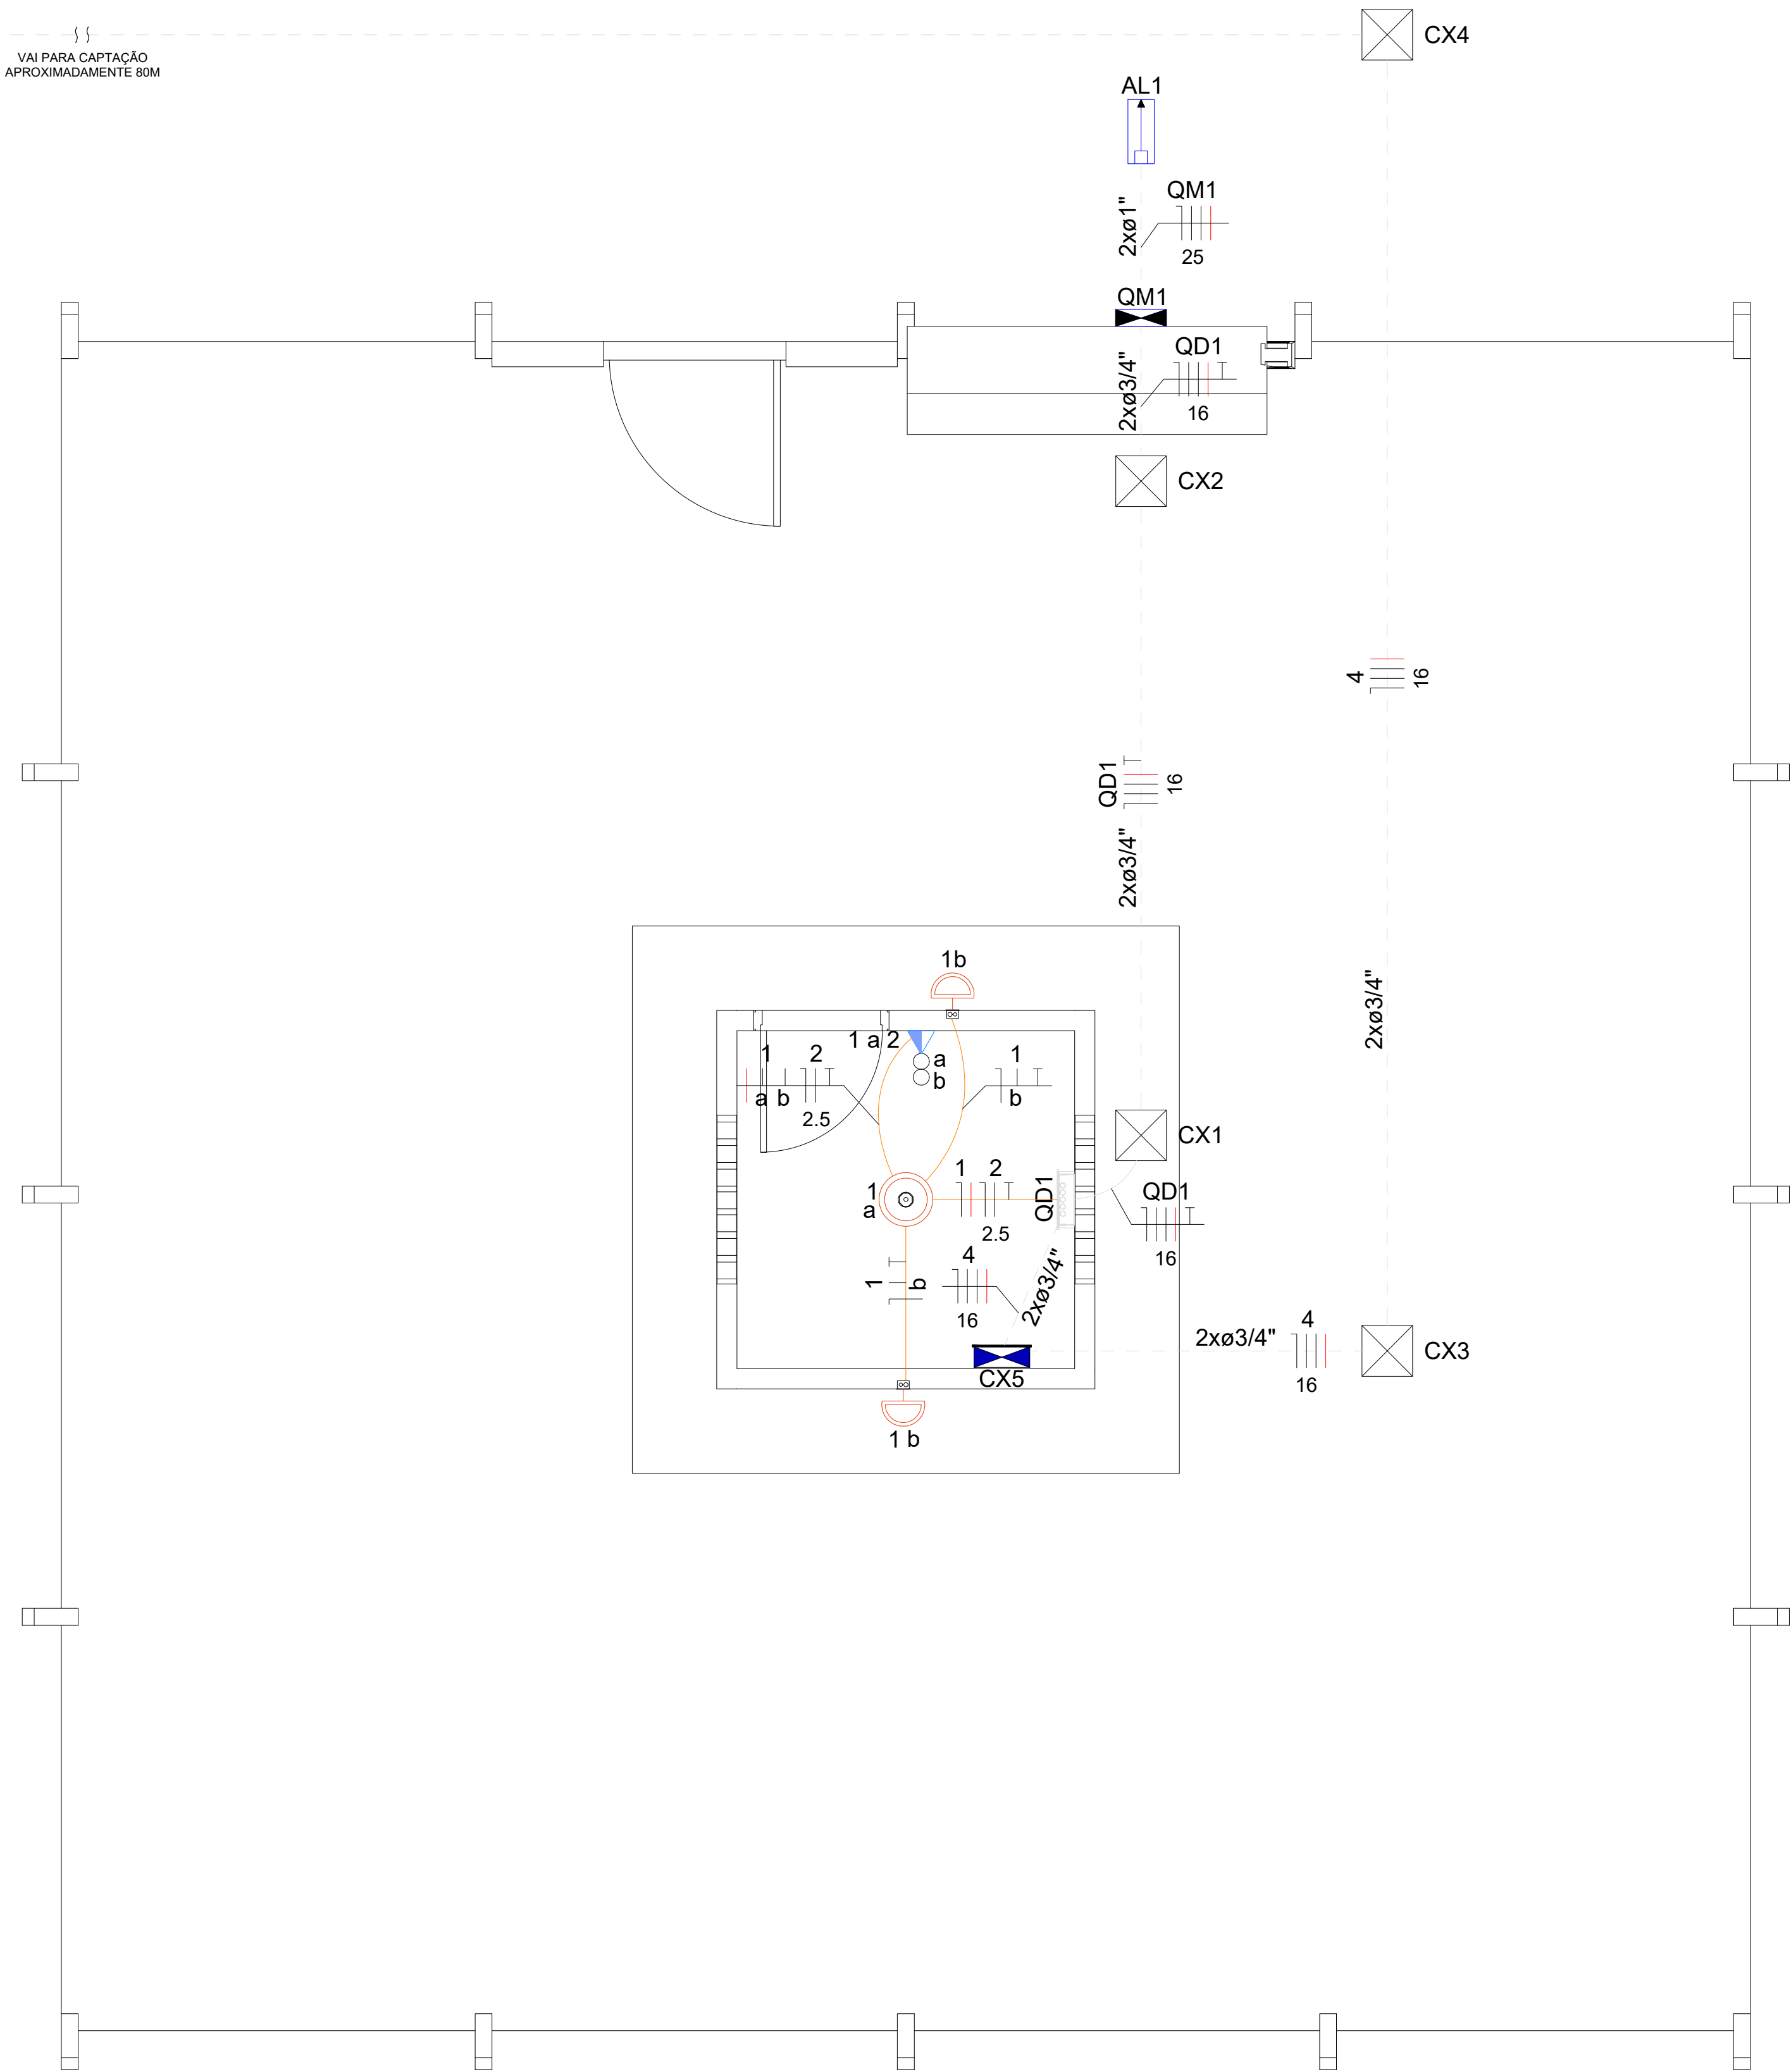 CX4
VAI PARA CAPTAÇÃO
APROXIMADAMENTE 80M
AL1
QM1
2xø1"
25
QM1
QD1
2xø3/4"
16
CX2
4
16
QD1
16
2xø3/4"
2xø3/4"
1b
1 a 2
a
b
1
2
a b
2.5
1
b
CX1
1
a
1
2
2.5
QD1
QD1
16
4
16
2xø3/4"
1
b
2xø3/4"
4
16
CX3
CX5
1 b